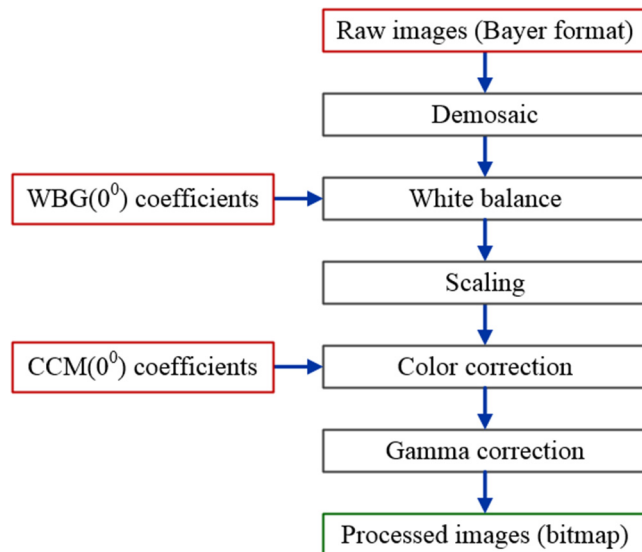 Raw images (Bayer format)
Demosaic
WBG(0⁰) coefficients
White balance
Scaling
CCM(0⁰) coefficients
Color correction
Gamma correction
Processed images (bitmap)